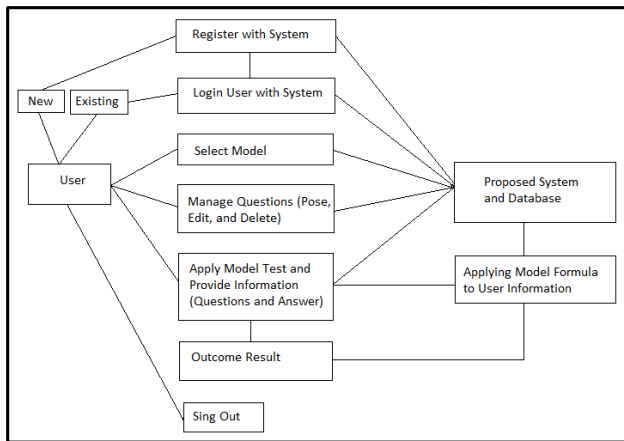 Register with System
New
Existing
Login User with System
Select Model
User
Proposed System
and Database
Manage Questions (Pose,
Edit, and Delete)
Apply Model Test and
Provide Information
(Questions and Answer)
Applying Model Formula
to User Information
Outcome Result
Sing Out